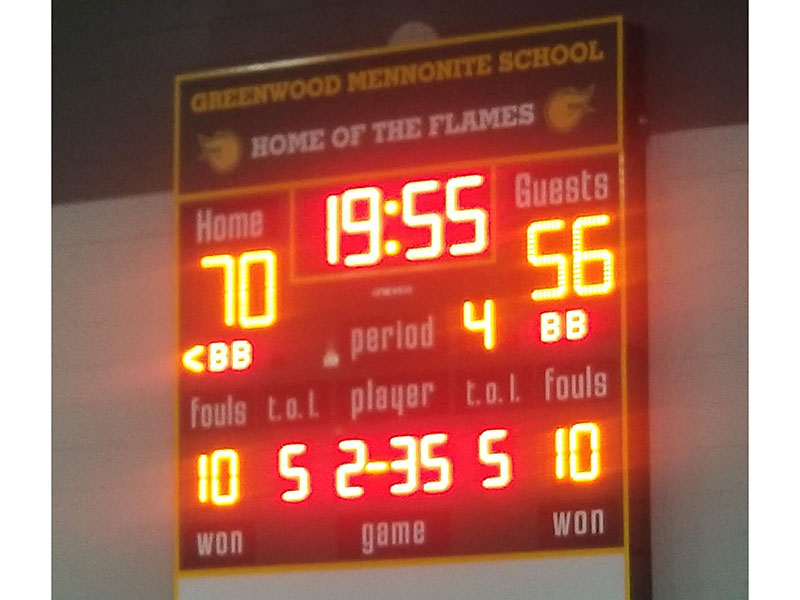 GREENWOOD MENNONITE SCHOOL
HOME OF THE FLAMES
Home 19:55 Guests
70 56
period 4
<BB BB
fouls t.o.l. player t.o.l. fouls
10 5 2-35 5 10
won game won